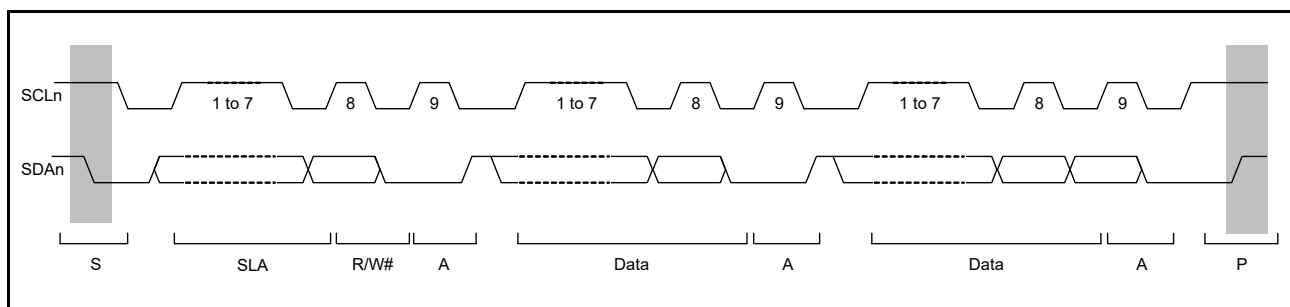 SCLn
1 to 7 8 9 1 to 7 8 9 1 to 7 8 9
SDAn
S SLA R/W# A Data A Data A P